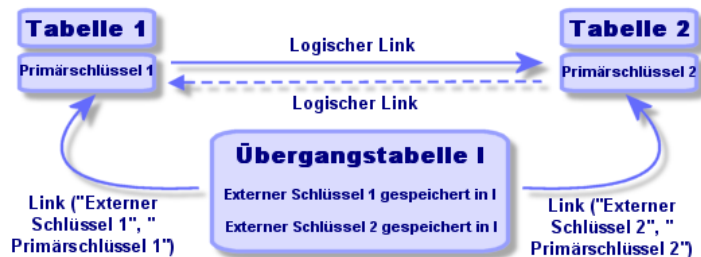 Tabelle 1
Primärschlüssel 1
Logischer Link
Logischer Link
Tabelle 2
Primärschlüssel 2
Übergangstabelle I
Externer Schlüssel 1 gespeichert in I
Externer Schlüssel 2 gespeichert in I
Link ("Externer
Schlüssel 1", "
Primärschlüssel 1")
Link ("Externer
Schlüssel 2", "
Primärschlüssel 2")